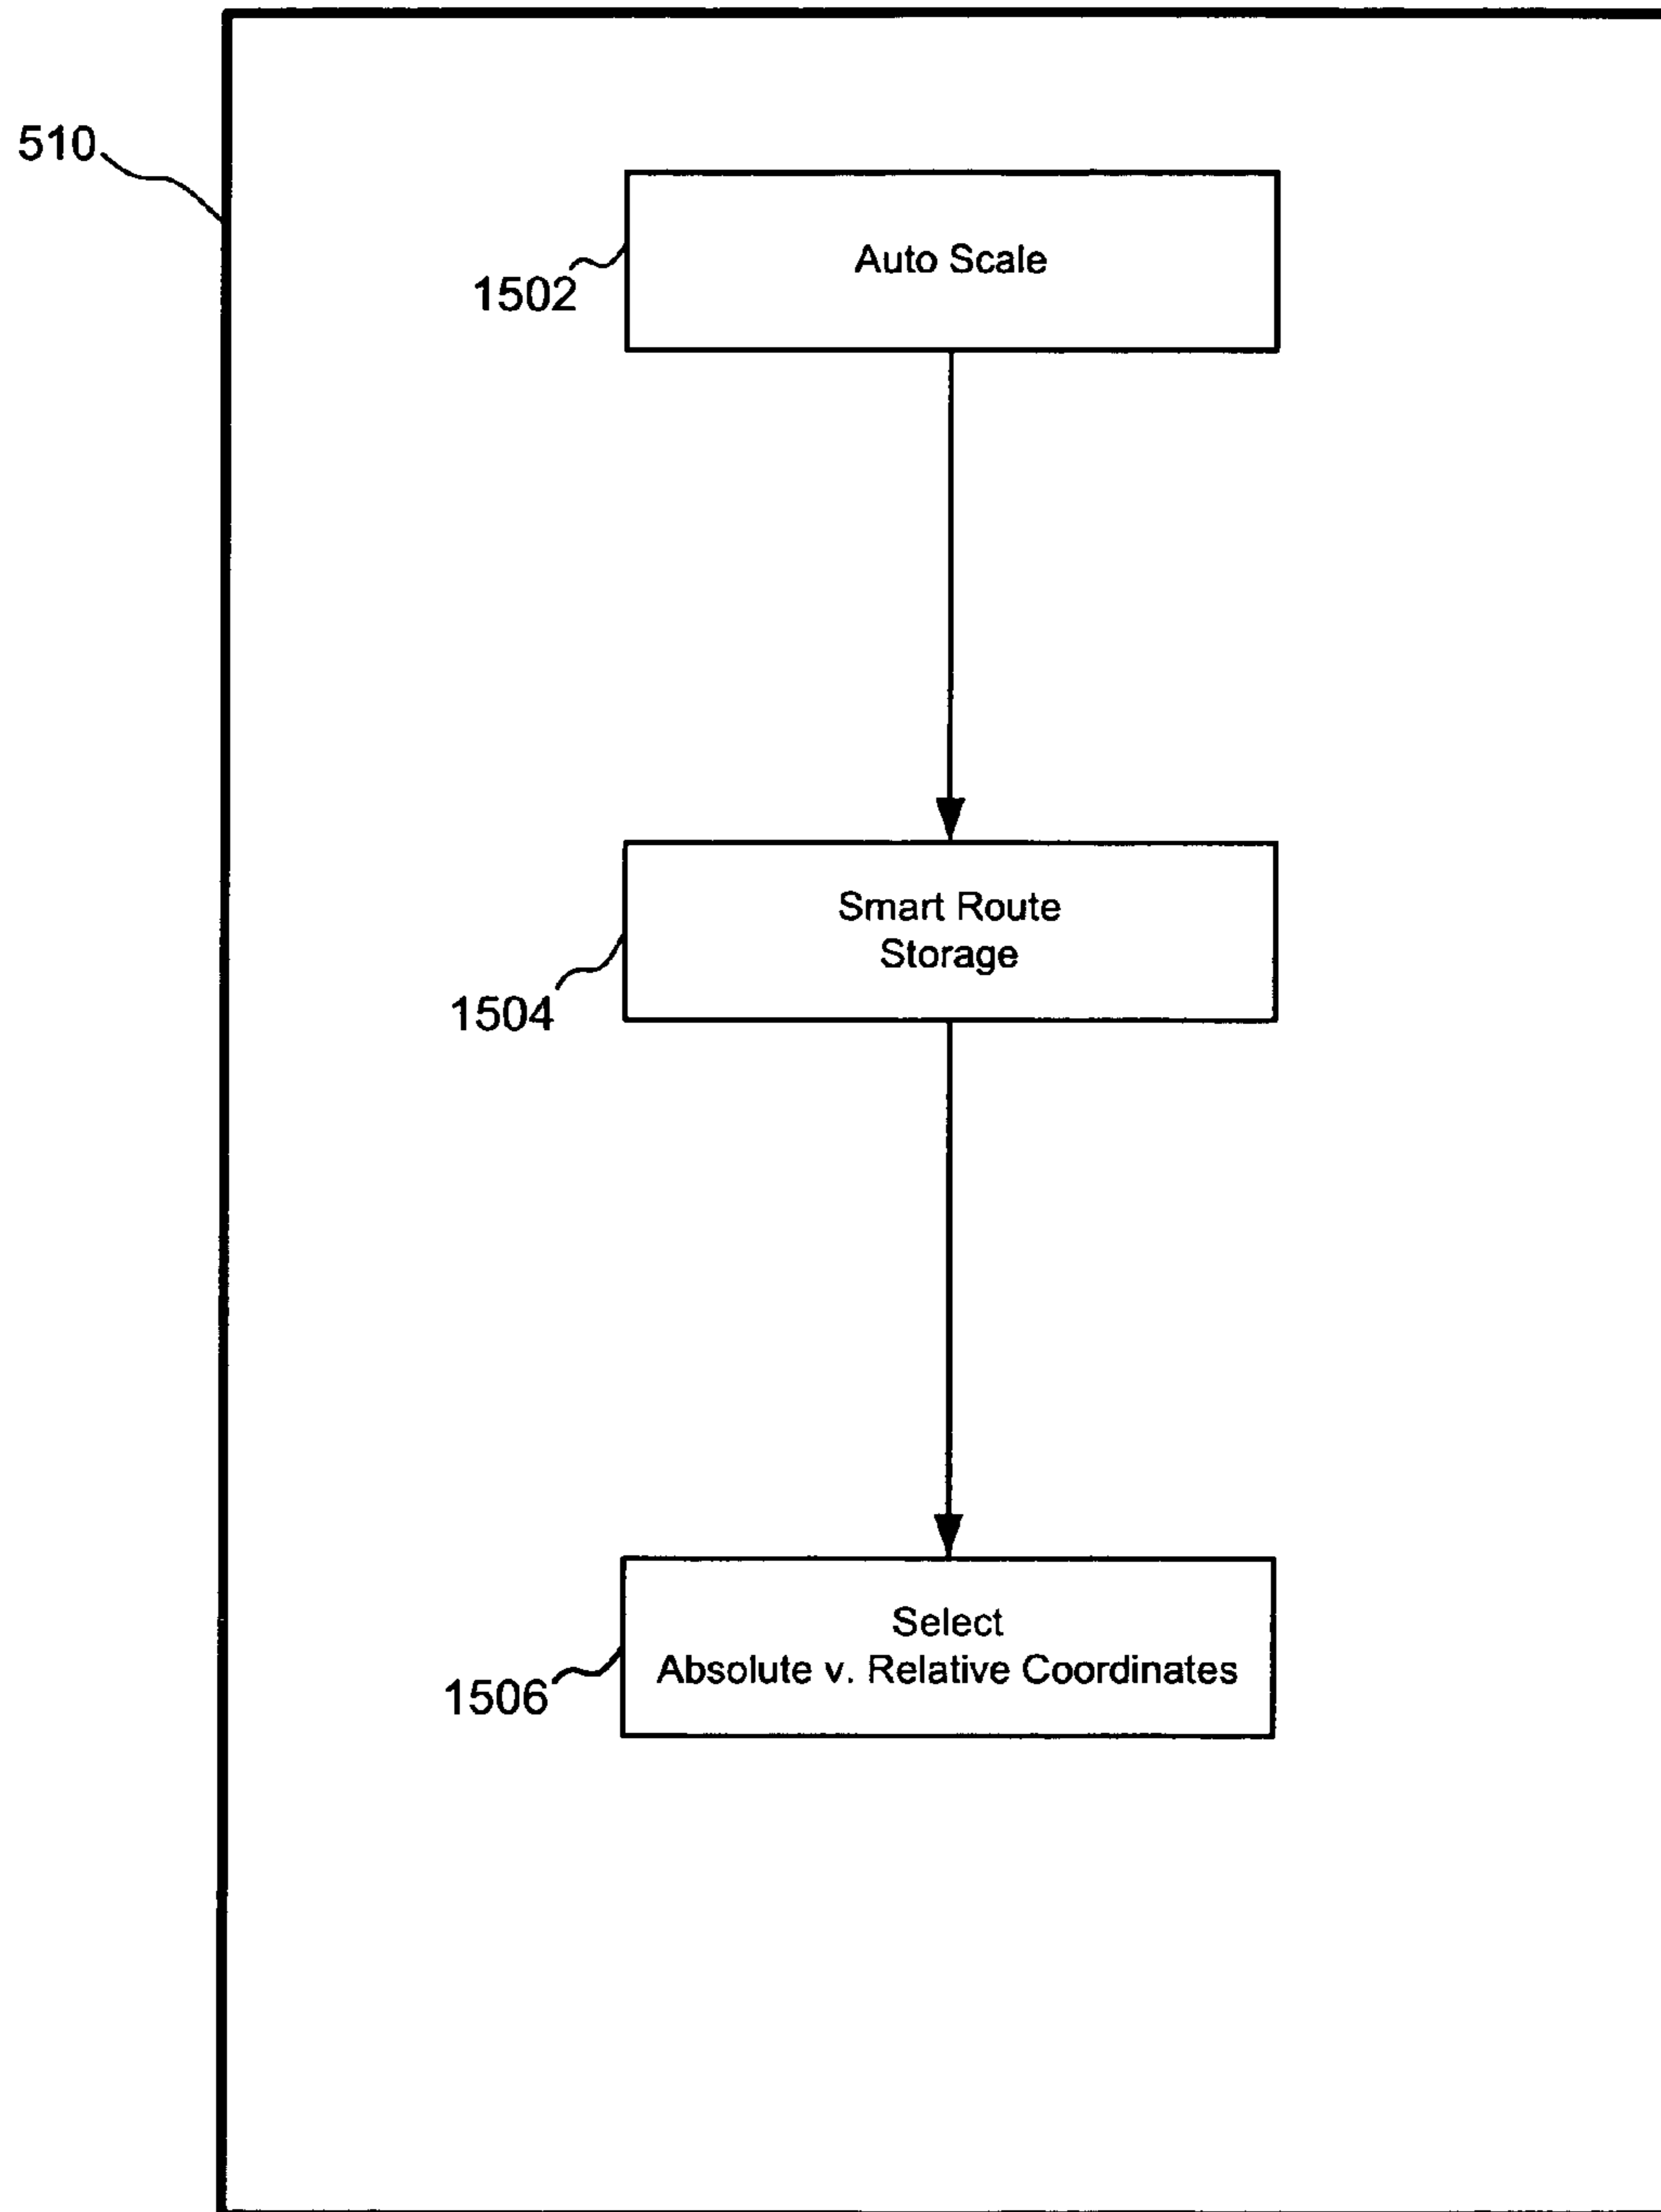 510
Auto Scale
1502
Smart Route
Storage
1504
Select
Absolute v. Relative Coordinates
1506